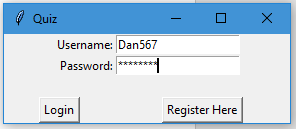 Quiz
Username: Dan567
Password: ********
Login Register Here